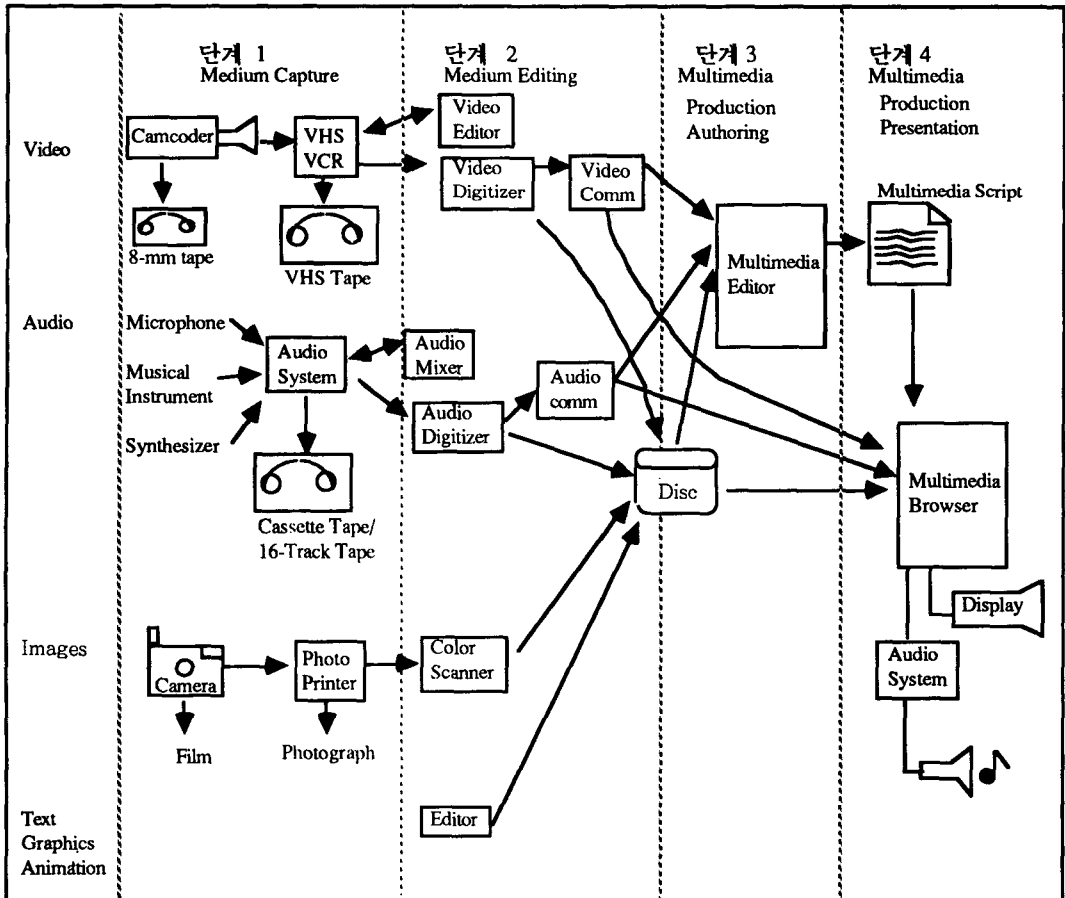 단계 1
Medium Capture
단계 2
Medium Editing
단계 3
Multimedia
Production
Authoring
단계 4
Multimedia
Production
Presentation
Video
Camcoder
VHS
VCR
Video
Editor
Video
Digitizer
Video
Comm
8-mm tape
VHS Tape
Multimedia
Editor
Multimedia Script
Audio
Microphone
Musical
Instrument
Synthesizer
Audio
System
Audio
Mixer
Audio
Digitizer
Audio
comm
Cassette Tape/
16-Track Tape
Disc
Multimedia
Browser
Display
Audio
System
Images
Camera
Photo
Printer
Color
Scanner
Film
Photograph
Text
Graphics
Animation
Editor